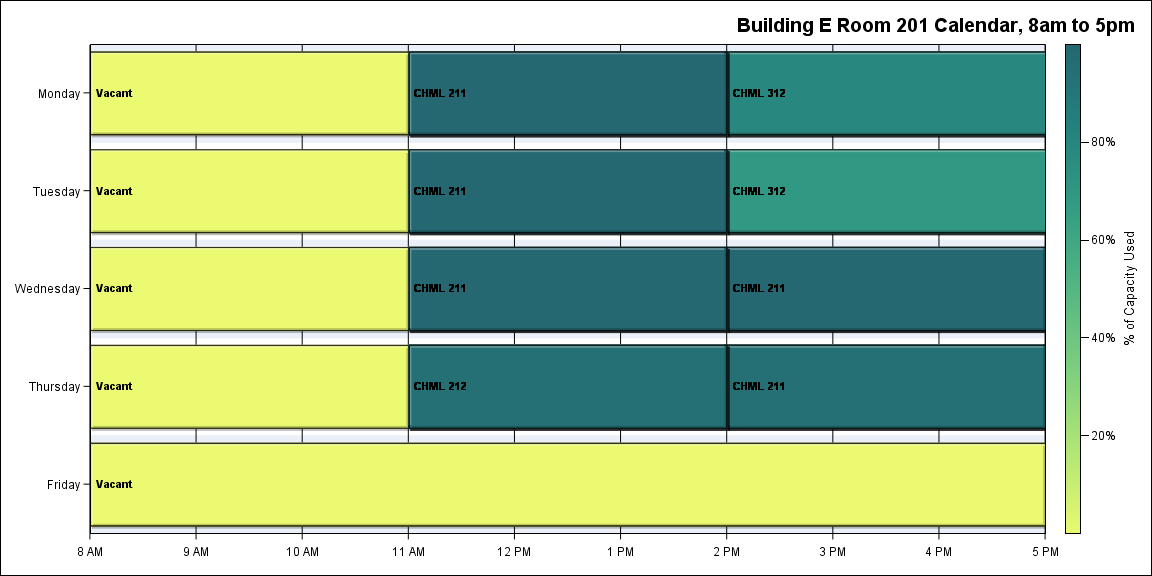 Building E Room 201 Calendar, 8am to 5pm
Monday Vacant CHML 211 CHML 312
Tuesday Vacant CHML 211 CHML 312
Wednesday Vacant CHML 211 CHML 211
Thursday Vacant CHML 212 CHML 211
Friday Vacant
8 AM 9 AM 10 AM 11 AM 12 PM 1 PM 2 PM 3 PM 4 PM 5 PM
80%
60%
40%
20%
% of Capacity Used